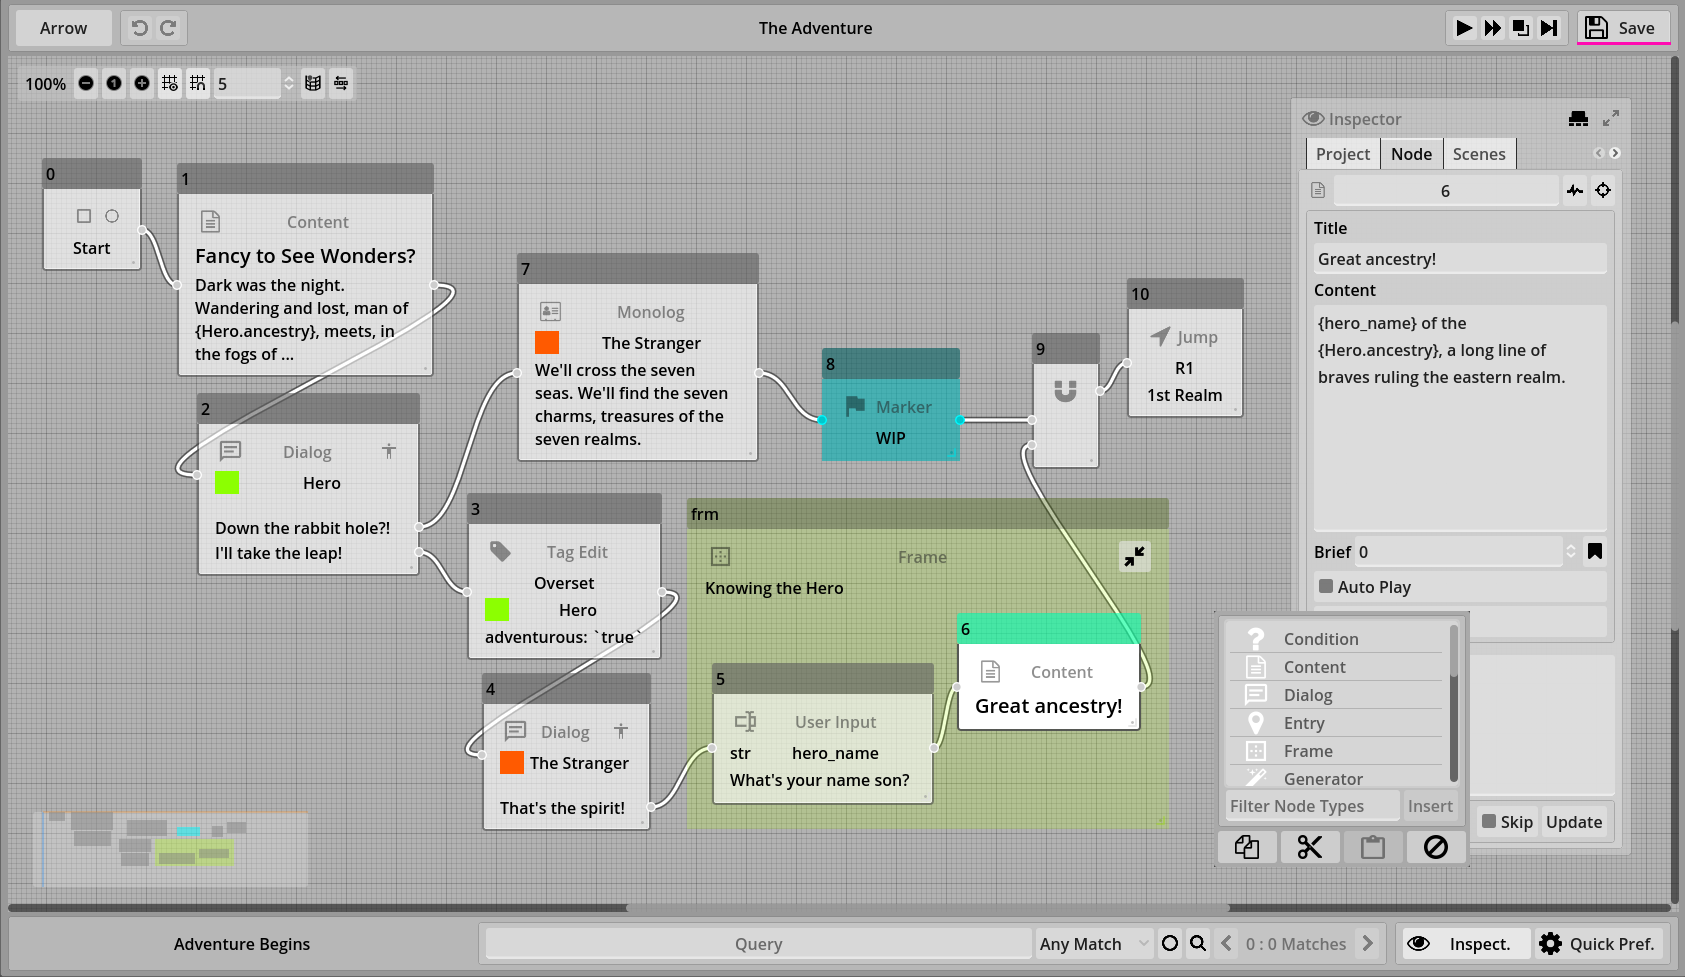 Arrow
The Adventure
Save
100%
1
5
0
Start
1
Content
Fancy to See Wonders?
Dark was the night.
Wandering and lost, man of
{Hero.ancestry}, meets, in
the fogs of ...
2
Dialog
Hero
Down the rabbit hole?!
I'll take the leap!
7
Monolog
The Stranger
We'll cross the seven
seas. We'll find the seven
charms, treasures of the
seven realms.
3
Tag Edit
Overset
Hero
adventurous: `true`
4
Dialog
The Stranger
That's the spirit!
8
Marker
WIP
9
10
Jump
R1
1st Realm
frm
Frame
Knowing the Hero
5
User Input
str hero_name
What's your name son?
6
Content
Great ancestry!
Inspector
Project Node Scenes
6
Title
Great ancestry!
Content
{hero_name} of the
{Hero.ancestry}, a long line of
braves ruling the eastern realm.
Brief 0
Auto Play
Condition
Content
Dialog
Entry
Frame
Generator
Filter Node Types Insert
Skip Update
Adventure Begins
Query
Any Match
0 : 0 Matches
Inspect.
Quick Pref.